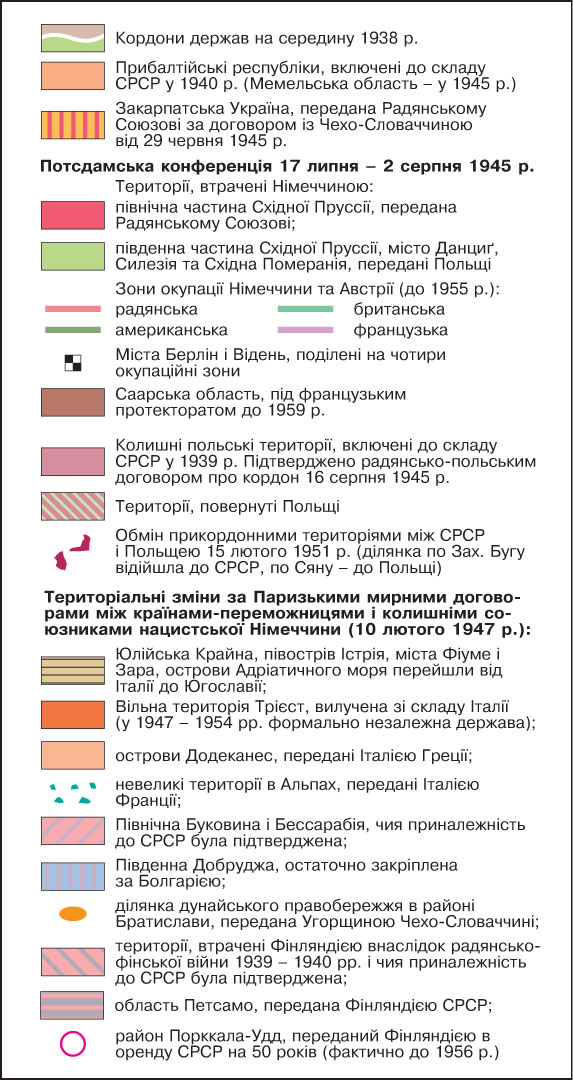 Кордони держав на середину 1938 р.
Прибалтійські республіки, включені до складу
СРСР у 1940 р. (Мемельська область – у 1945 р.)
Закарпатська Україна, передана Радянському
Союзові за договором із Чехо-Словаччиною
від 29 червня 1945 р.
Потсдамська конференція 17 липня – 2 серпня 1945 р.
Території, втрачені Німеччиною:
північна частина Східної Пруссії, передана
Радянському Союзові;
південна частина Східної Пруссії, місто Данциґ,
Силезія та Східна Померанія, передані Польщі
Зони окупації Німеччини та Австрії (до 1955 р.):
радянська британська
американська французька
Міста Берлін і Відень, поділені на чотири
окупаційні зони
Саарська область, під французьким
протекторатом до 1959 р.
Колишні польські території, включені до складу
СРСР у 1939 р. Підтверджено радянсько-польським
договором про кордон 16 серпня 1945 р.
Території, повернуті Польщі
Обмін прикордонними територіями між СРСР
і Польщею 15 лютого 1951 р. (ділянка по Зах. Бугу
відійшла до СРСР, по Сяну – до Польщі)
Територіальні зміни за Паризькими мирними догово-
рами між країнами-переможницями і колишніми со-
юзниками нацистської Німеччини (10 лютого 1947 р.):
Юлійська Крайна, півострів Істрія, міста Фіуме і
Зара, острови Адріатичного моря перейшли від
Італії до Югославії;
Вільна територія Трієст, вилучена зі складу Італії
(у 1947 – 1954 рр. формально незалежна держава);
острови Додеканес, передані Італією Греції;
невеликі території в Альпах, передані Італією
Франції;
Північна Буковина і Бессарабія, чия приналежність
до СРСР була підтверджена;
Південна Добруджа, остаточно закріплена
за Болгарією;
ділянка дунайського правобережжя в районі
Братислави, передана Угорщиною Чехо-Словаччині;
території, втрачені Фінляндією внаслідок радянсько-
фінської війни 1939 – 1940 рр. і чия приналежність
до СРСР була підтверджена;
область Петсамо, передана Фінляндією СРСР;
район Порккала-Удд, переданий Фінляндією в
оренду СРСР на 50 років (фактично до 1956 р.)